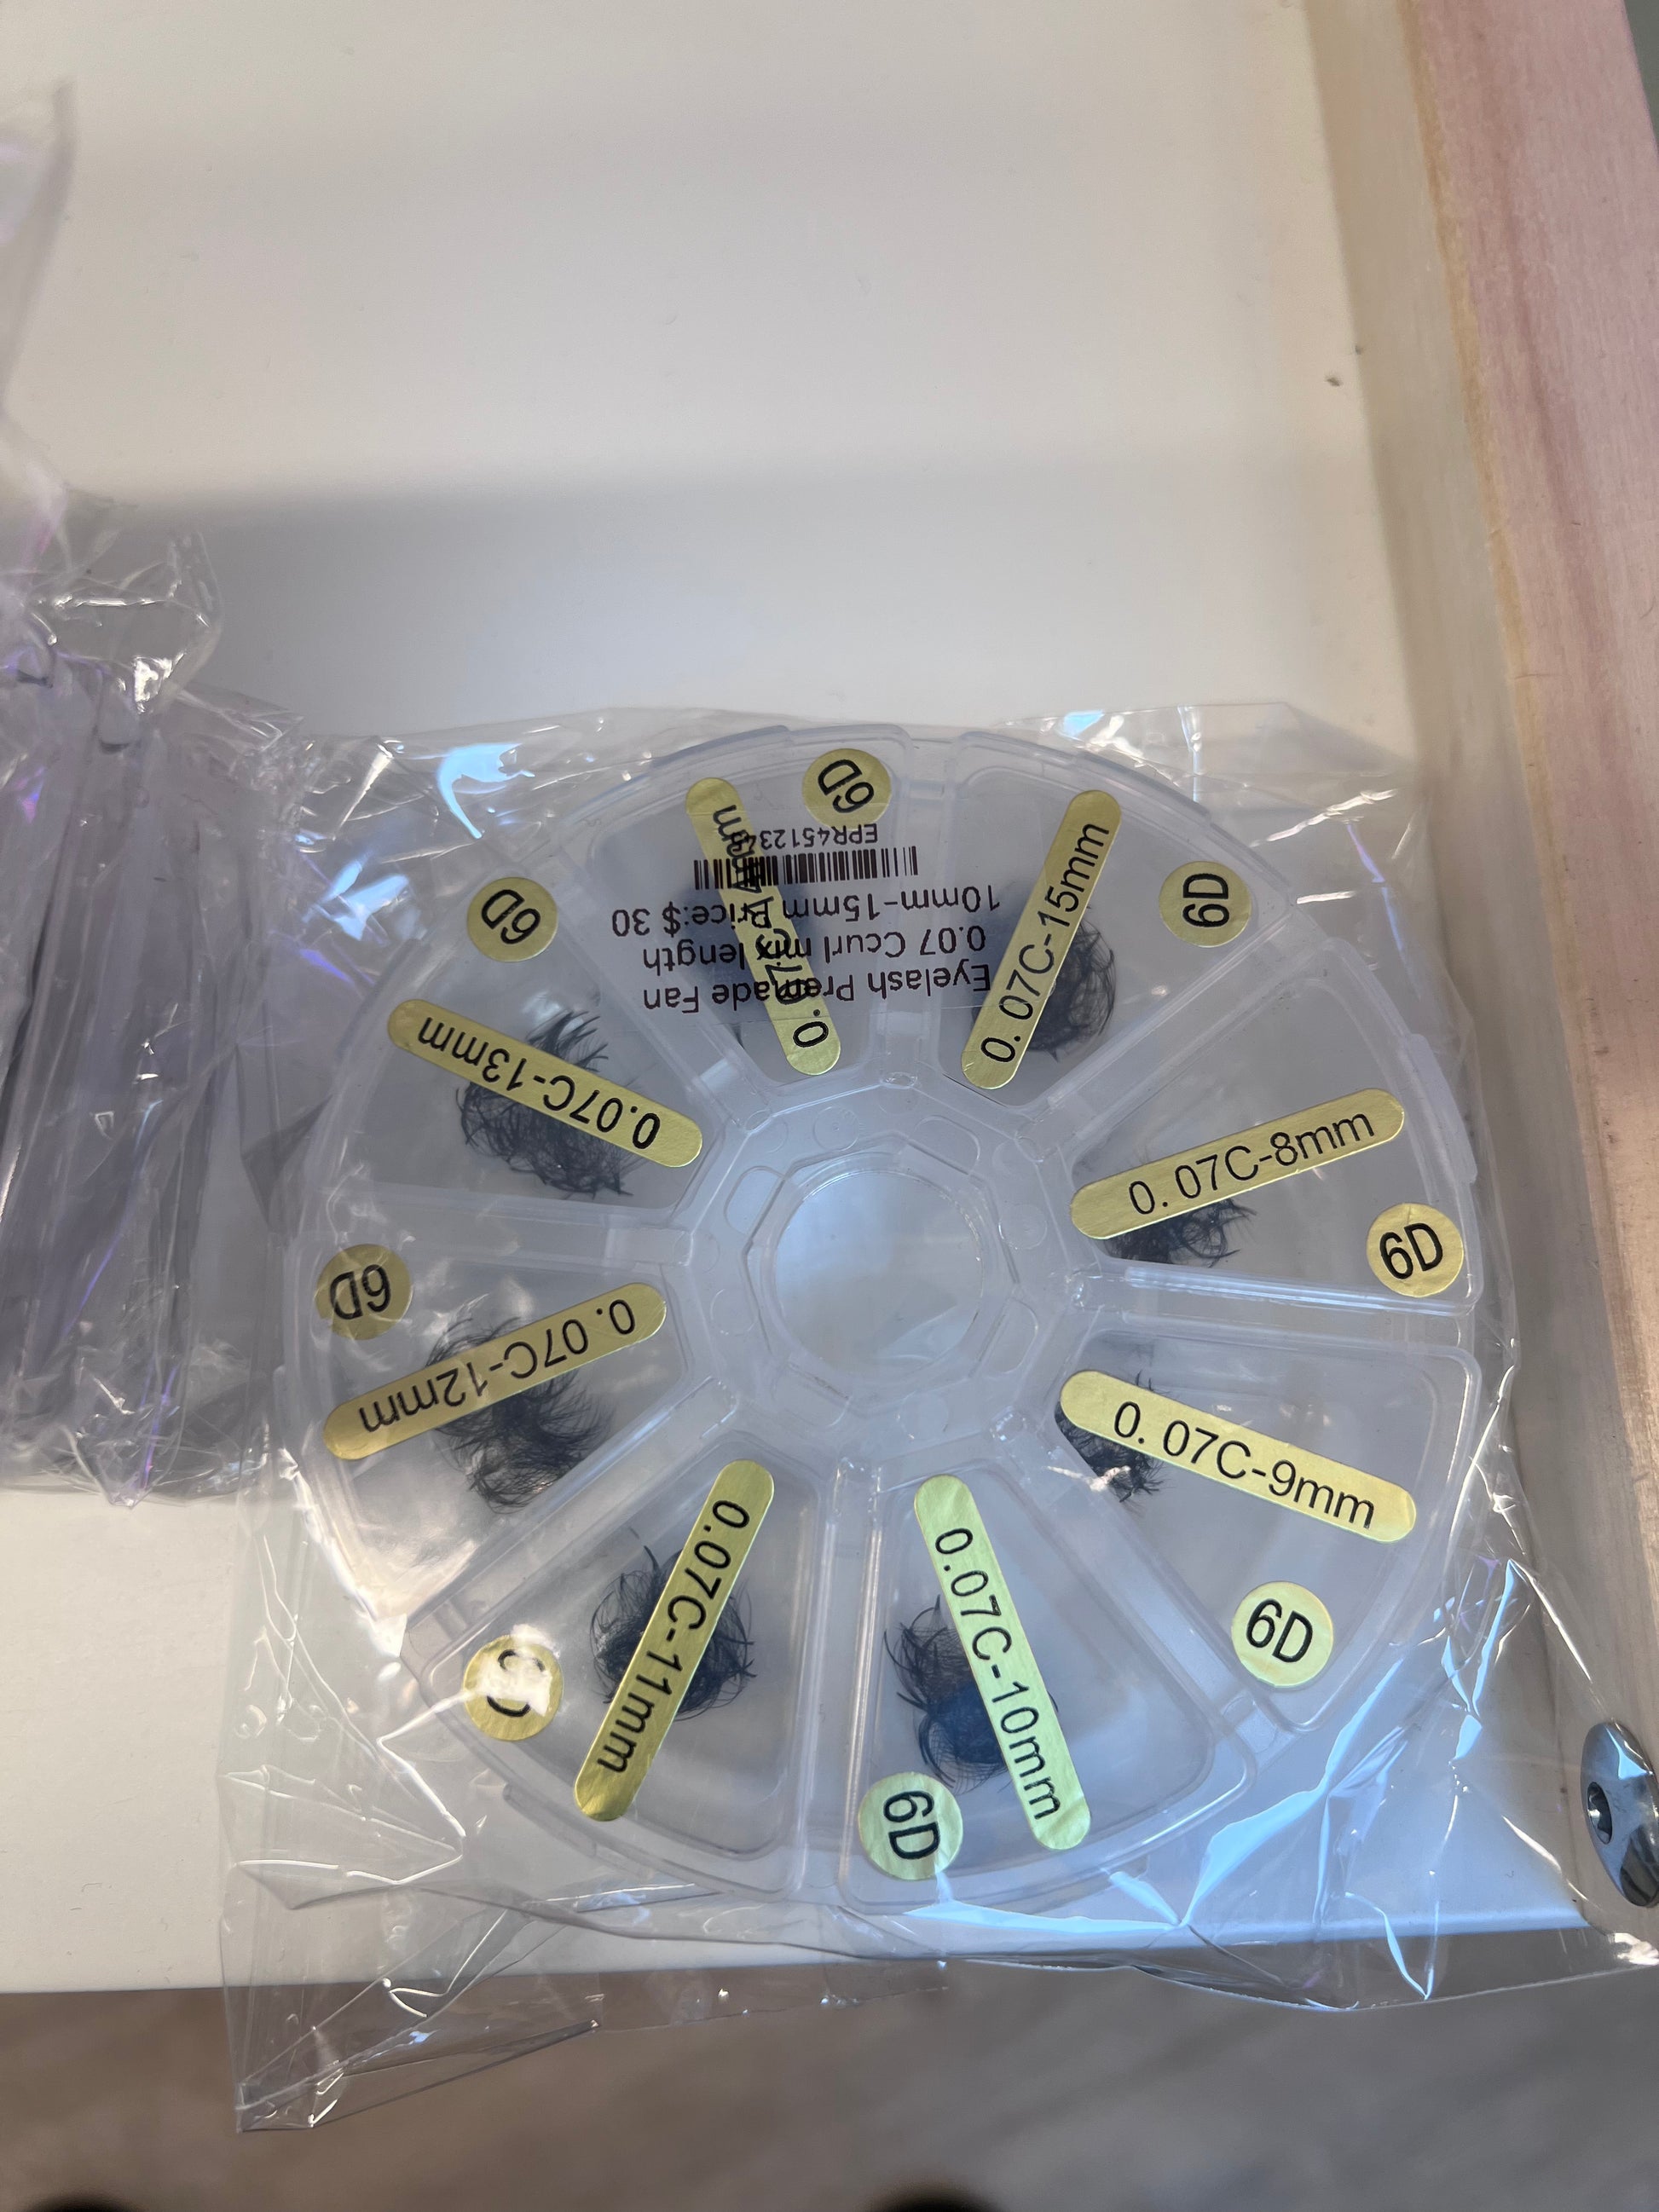 Eyelash Premade Fan
0.07 Ccurl mix length
10mm-15mm Price:$ 30
EPR4512343
6D
0.07C-15mm
6D
0.07C-8mm
6D
0.07C-9mm
6D
0.07C-10mm
6D
0.07C-11mm
0.07C-12mm
6D
0.07C-13mm
6D
6D